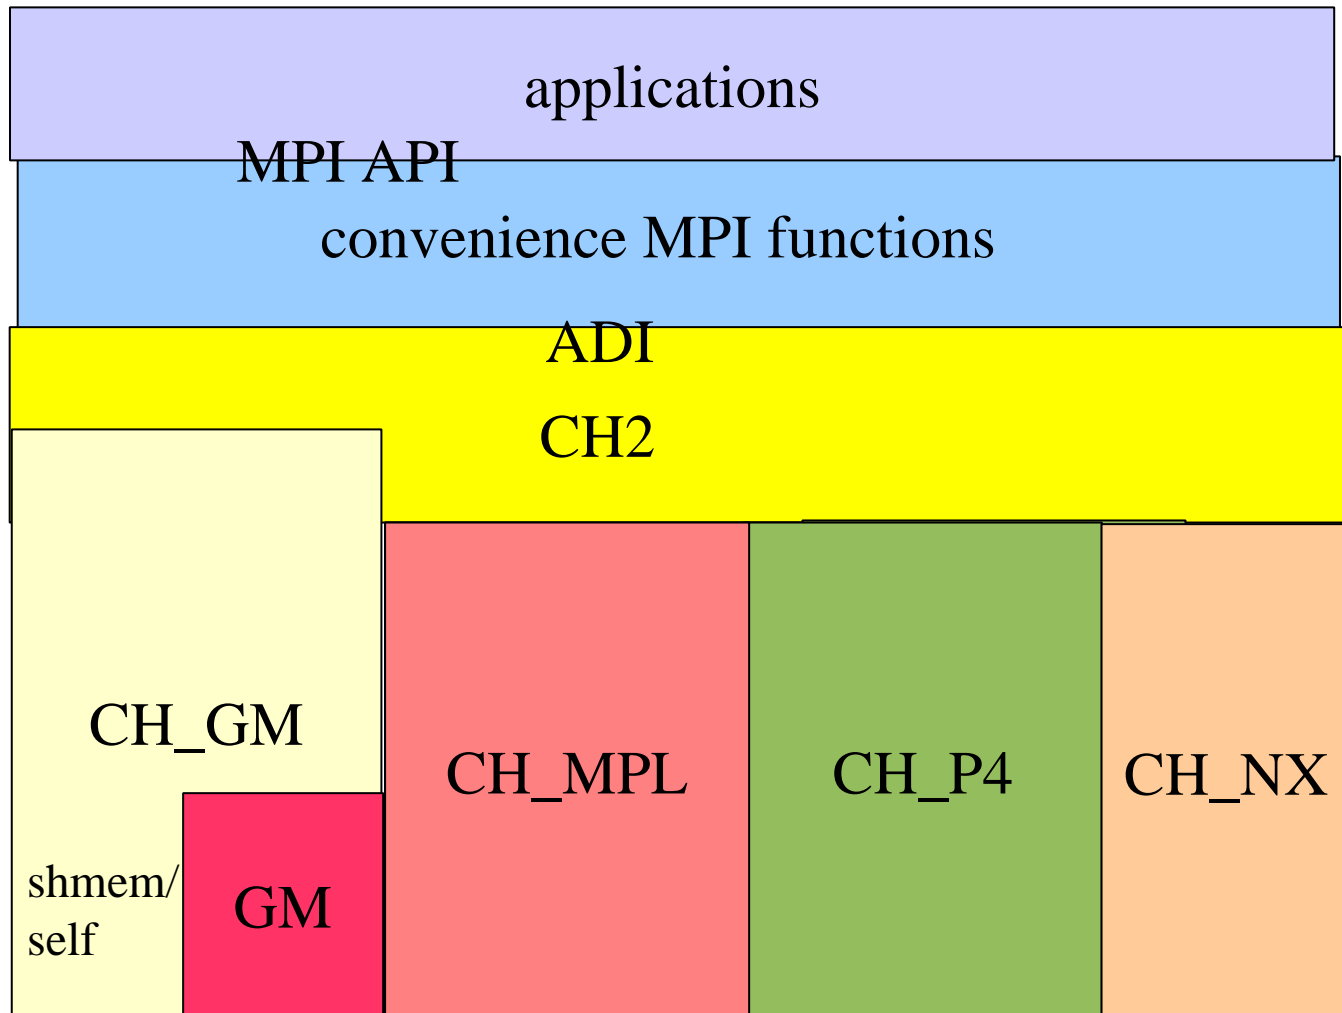 applications
MPI API
convenience MPI functions
ADI
CH2
CH_GM
CH_MPL
CH_P4
CH_NX
shmem/
self
GM